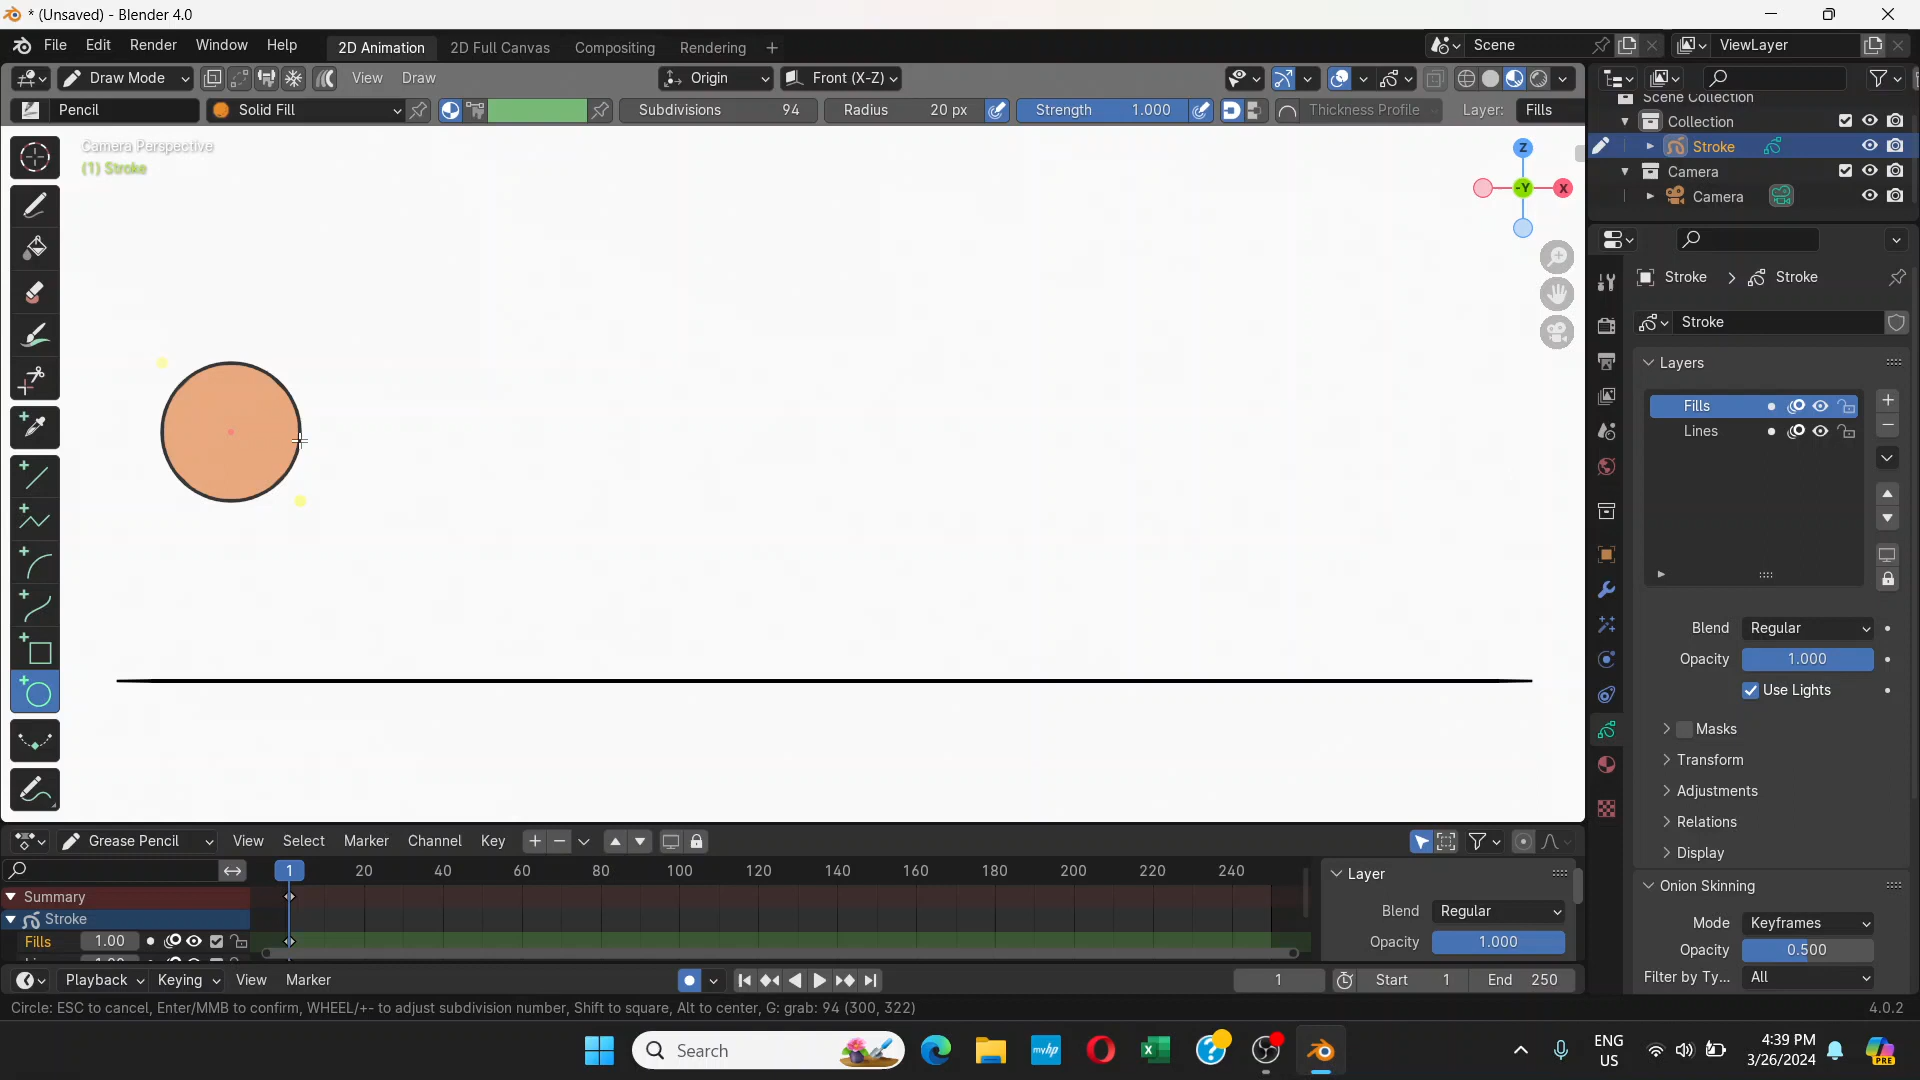 * (Unsaved) - Blender 4.0
File Edit Render Window Help 2D Animation 2D Full Canvas Compositing Rendering + Scene ViewLayer
Draw Mode View Draw Origin Front (X-Z)
Pencil Solid Fill Subdivisions 94 Radius 20 px Strength 1.000 Thickness Profile Layer: Fills
Camera Perspective
(1) Stroke
Z
-Y X
Scene Collection
Collection
Stroke
Camera
Camera
Stroke > Stroke
Stroke
Layers
Fills
Lines
Blend Regular
Opacity 1.000
Use Lights
Masks
Transform
Adjustments
Relations
Display
Onion Skinning
Mode Keyframes
Opacity 0.500
Filter by Ty... All
Grease Pencil View Select Marker Channel Key
1 20 40 60 80 100 120 140 160 180 200 220 240
Summary
Stroke
Fills 1.00
Layer
Blend Regular
Opacity 1.000
Playback Keying View Marker 1 Start 1 End 250
Circle: ESC to cancel, Enter/MMB to confirm, WHEEL/+- to adjust subdivision number, Shift to square, Alt to center, G: grab: 94 (300, 322) 4.0.2
Search
ENG
US
4:39 PM
3/26/2024
PRE